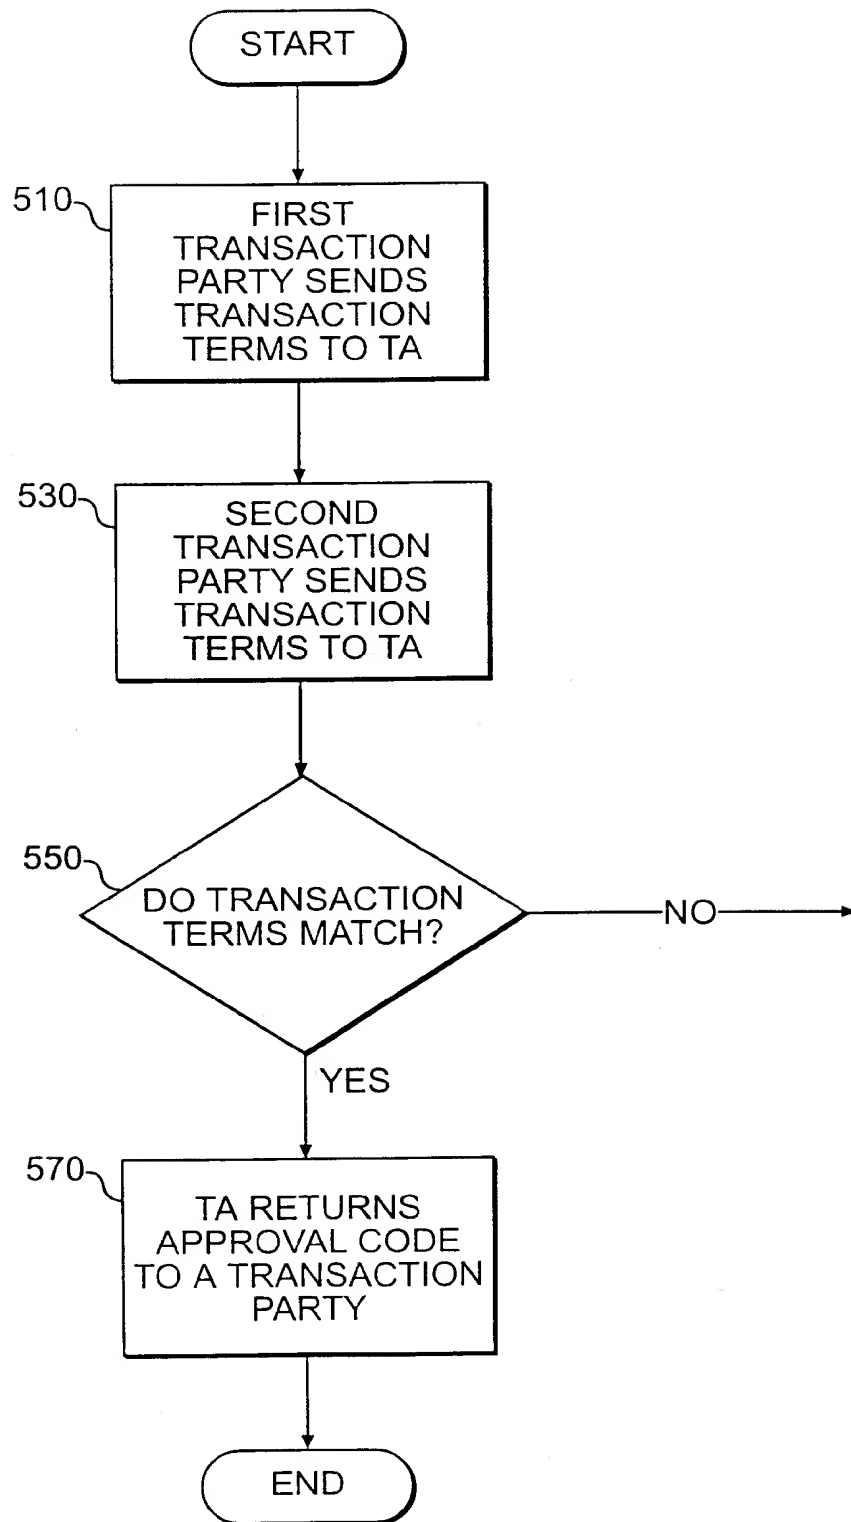 START
510
FIRST
TRANSACTION
PARTY SENDS
TRANSACTION
TERMS TO TA
530
SECOND
TRANSACTION
PARTY SENDS
TRANSACTION
TERMS TO TA
550
DO TRANSACTION
TERMS MATCH?
NO
YES
570
TA RETURNS
APPROVAL CODE
TO A TRANSACTION
PARTY
END